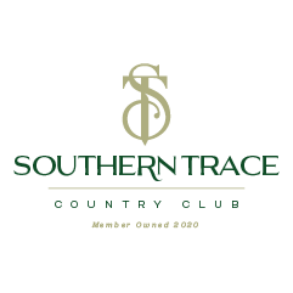 ST
SOUTHERN TRACE
COUNTRY CLUB
Member Owned 2020